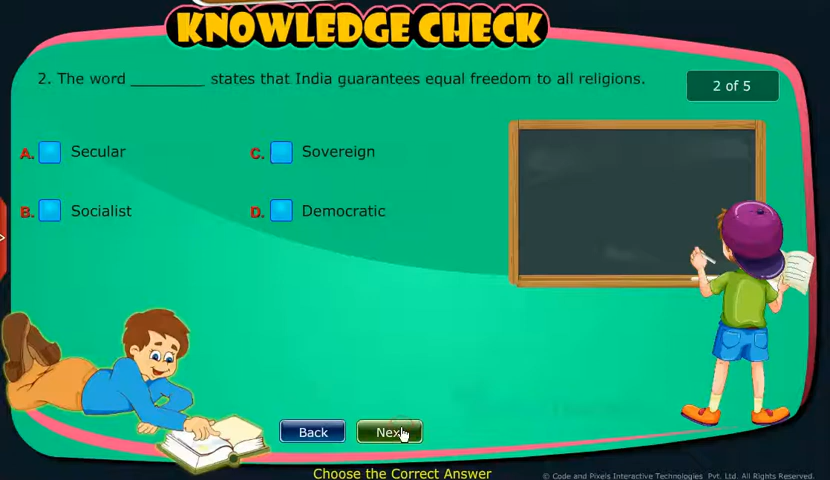 KNOWLEDGE CHECK
2. The word ________ states that India guarantees equal freedom to all religions.
2 of 5
A. Secular
C. Sovereign
B. Socialist
D. Democratic
Back
Next
Choose the Correct Answer
© Code and Pixels Interactive Technologies Pvt. Ltd. All Rights Reserved.